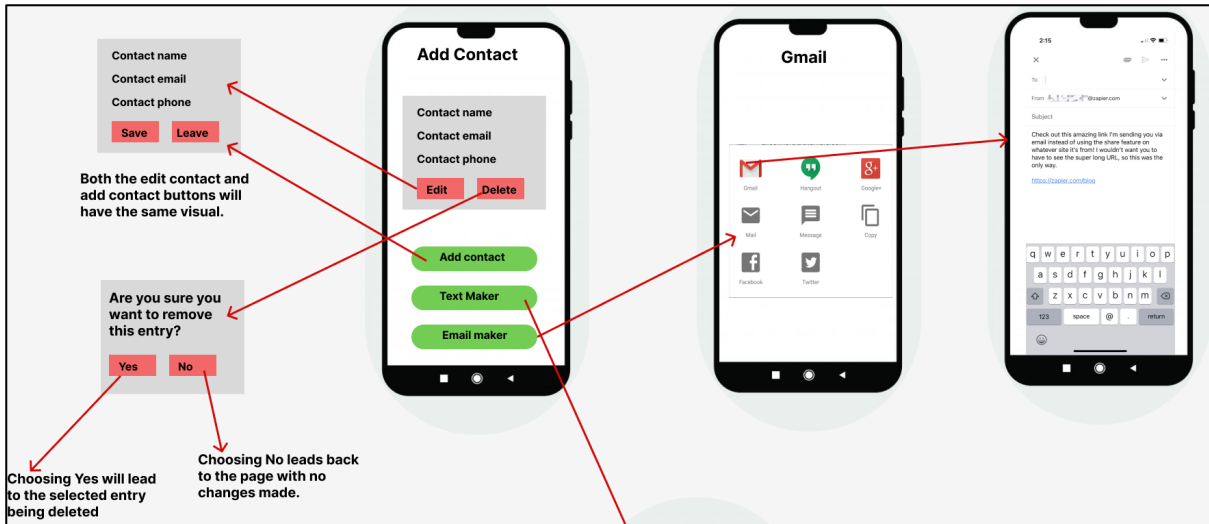 Contact name
Contact email
Contact phone
Save
Leave
Both the edit contact and
add contact buttons will
have the same visual.
Are you sure you
want to remove
this entry?
Yes
No
Choosing Yes will lead
to the selected entry
being deleted
Choosing No leads back
to the page with no
changes made.
Add Contact
Contact name
Contact email
Contact phone
Edit
Delete
Add contact
Text Maker
Email maker
Gmail
Gmail
Hangout
Google+
Mail
Message
Copy
Facebook
Twitter
2:15
To
From
@zapier.com
Subject
Check out this amazing link I'm sending you via
email instead of using the share feature on
whatever site it's from! I wouldn't want you to
have to see the super long URL, so this was the
only way.
https://zapier.com/blog
q w e r t y u i o p
a s d f g h j k l
z x c v b n m
123 space @ . return